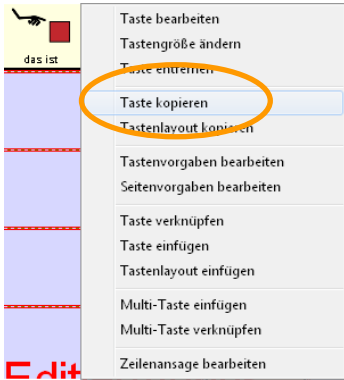 das ist
Taste bearbeiten
Tastengröße ändern
Taste entfernen
Taste kopieren
Tastenlayout kopieren
Tastenvorgaben bearbeiten
Seitenvorgaben bearbeiten
Taste verknüpfen
Taste einfügen
Tastenlayout einfügen
Multi-Taste einfügen
Multi-Taste verknüpfen
Zeilenansage bearbeiten
Edit